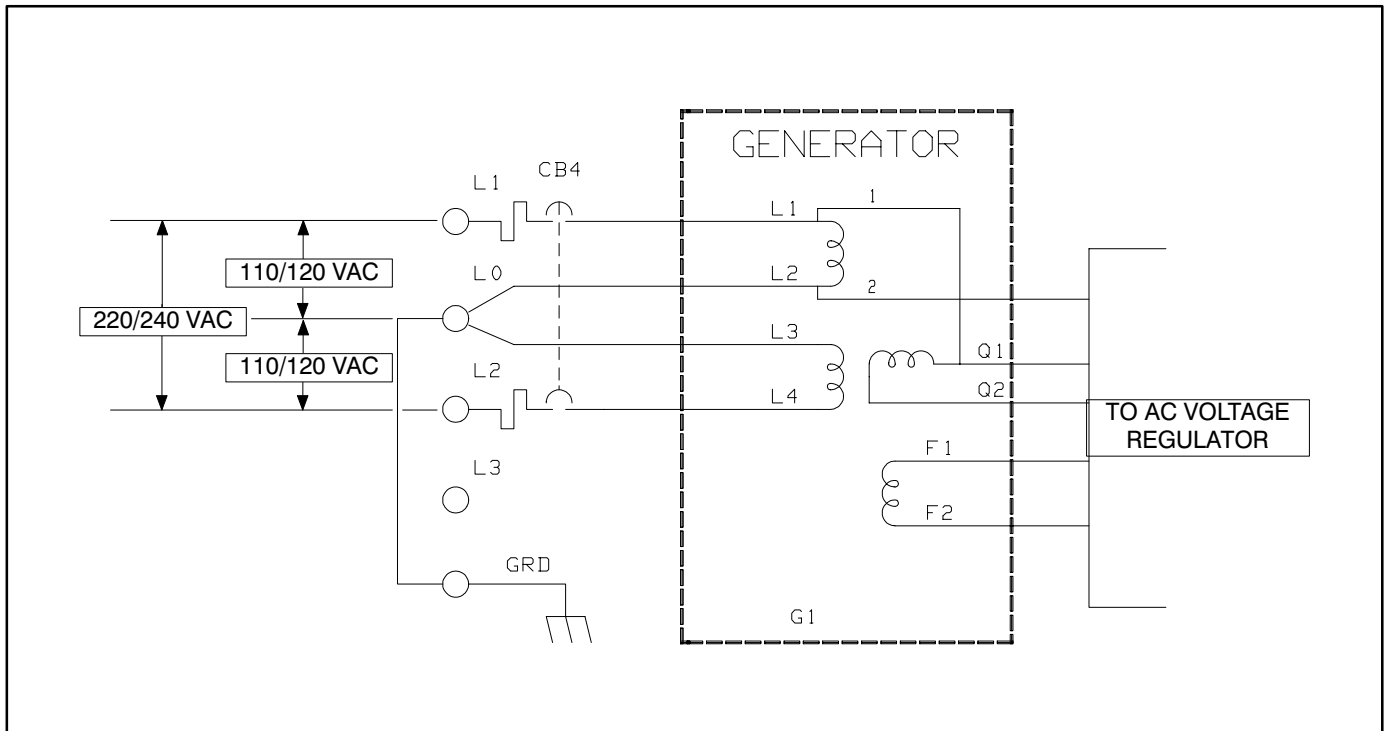 GENERATOR
CB4
L1
L1
1
110/120 VAC
L0
L2
2
220/240 VAC
L3
110/120 VAC
L2
Q1
L4
Q2
TO AC VOLTAGE
REGULATOR
L3
F1
F2
GRD
G1